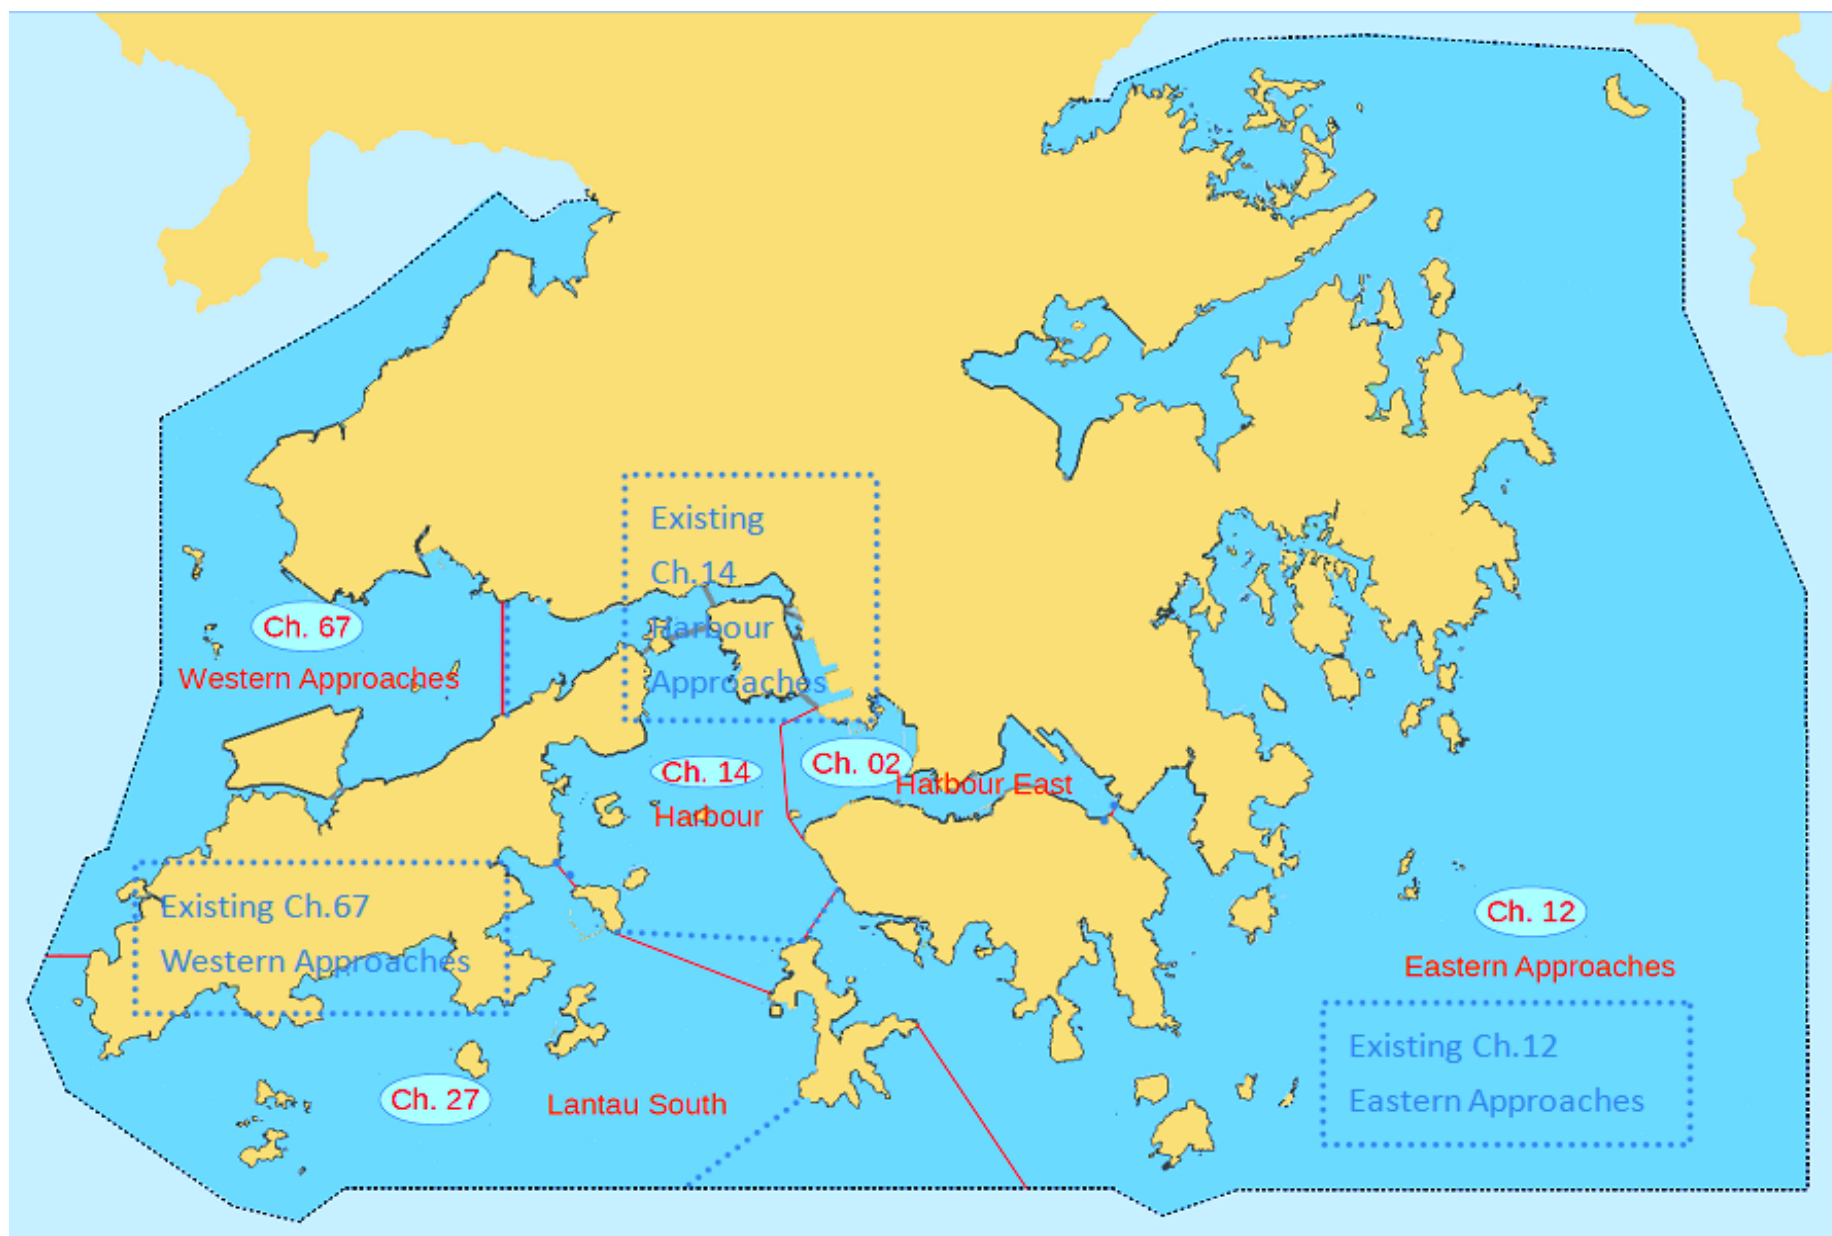 Existing
Ch.14
Harbour
Approaches
Ch. 67
Western Approaches
Ch. 14
Harbour
Ch. 02
Harbour East
Existing Ch.67
Western Approaches
Ch. 12
Eastern Approaches
Existing Ch.12
Eastern Approaches
Ch. 27
Lantau South